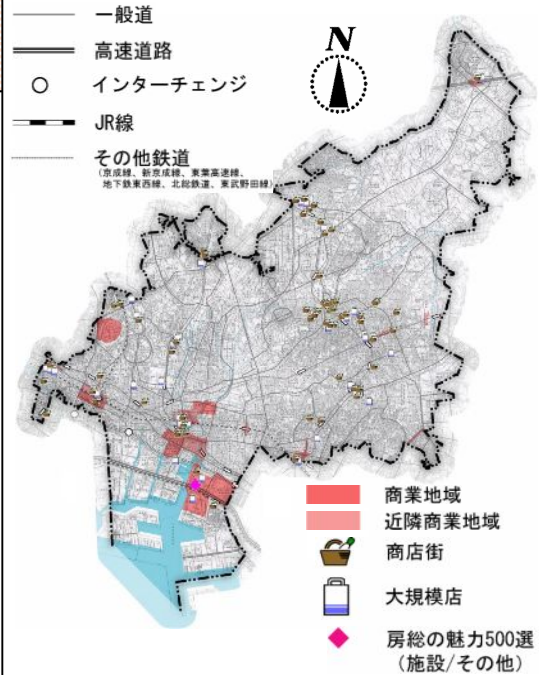 一般道
高速道路
インターチェンジ
JR線
その他鉄道
(京成線、新京成線、東葉高速線、
地下鉄東西線、北総鉄道、東武野田線)
N
商業地域
近隣商業地域
商店街
大規模店
房総の魅力500選
(施設/その他)